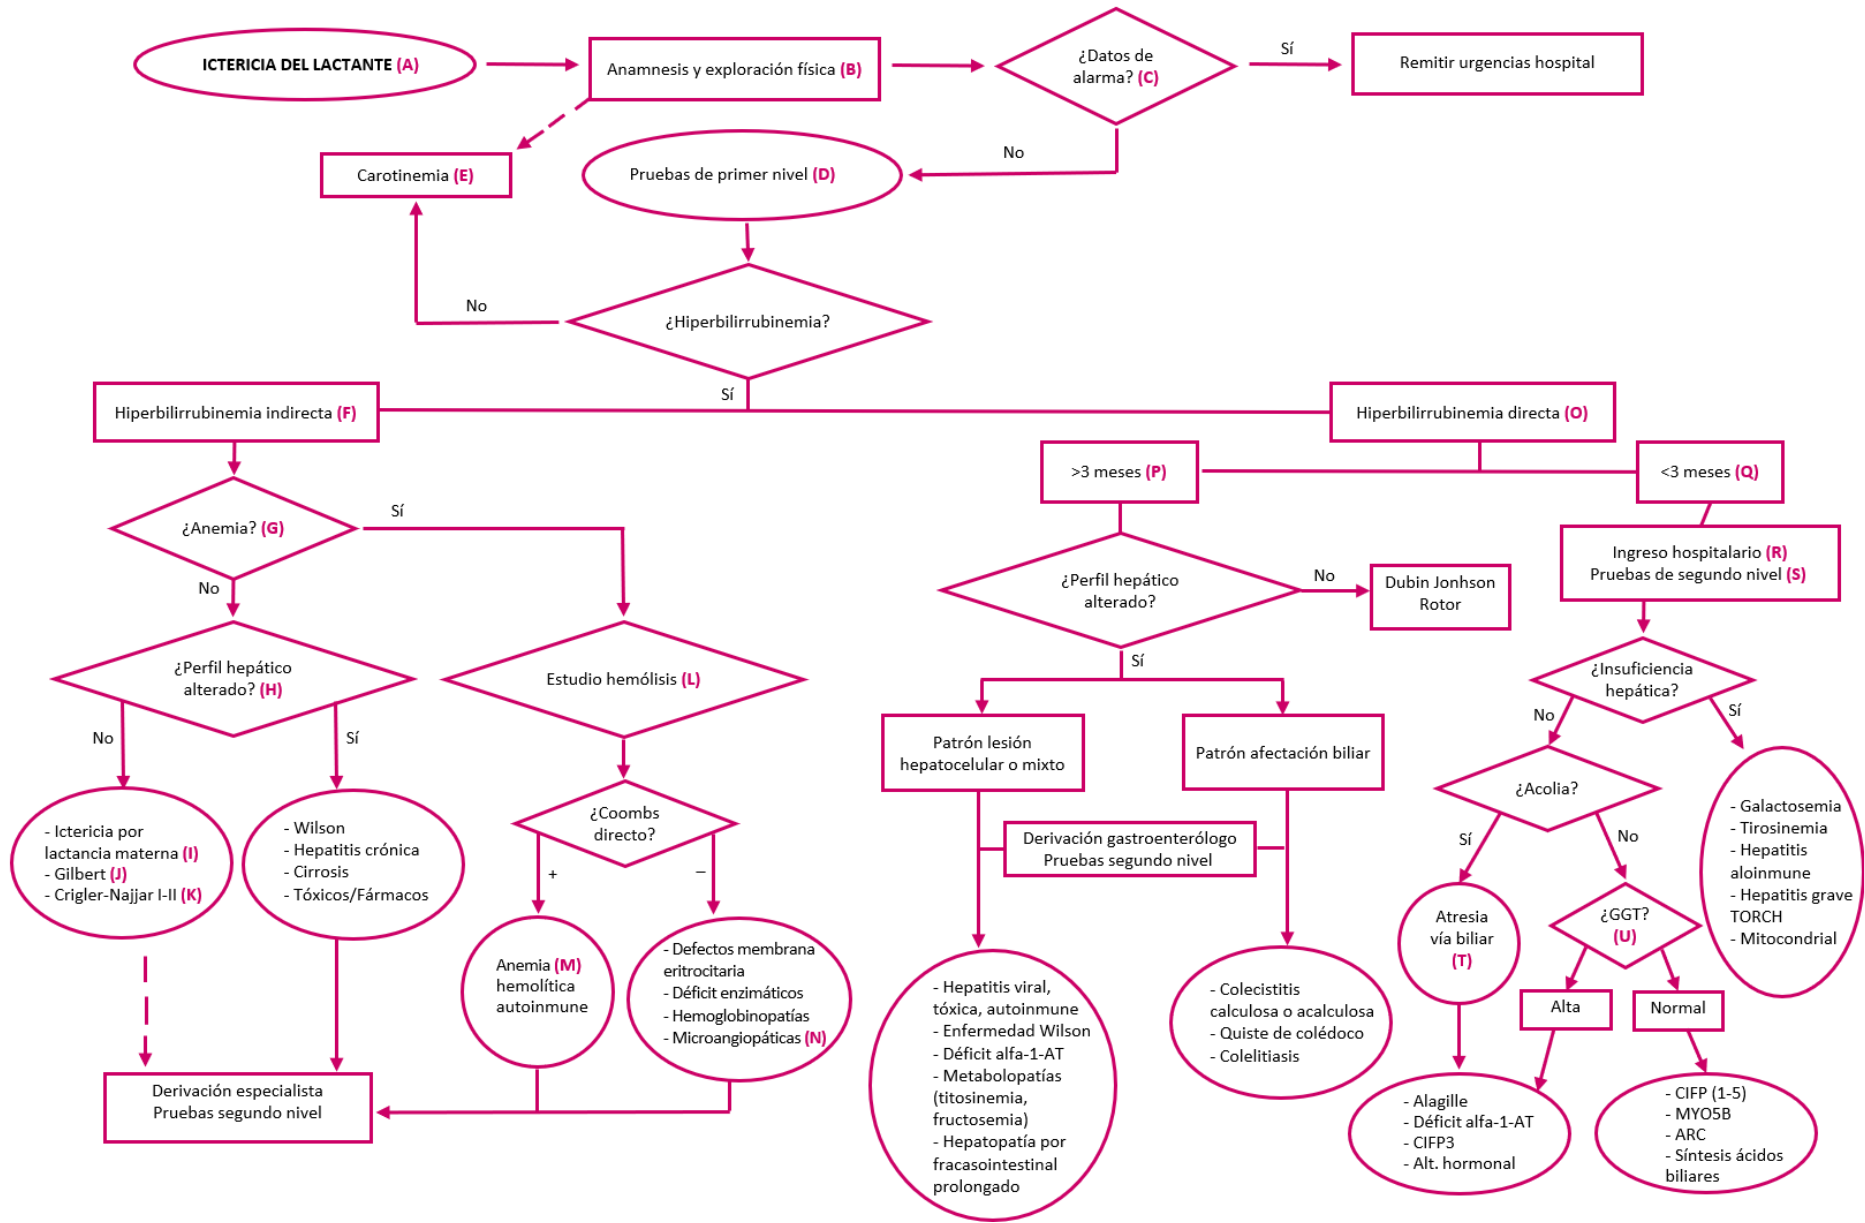 ICTERICIA DEL LACTANTE (A)
Anamnesis y exploración física (B)
¿Datos de
alarma? (C)
Sí
Remitir urgencias hospital
No
Pruebas de primer nivel (D)
Carotinemia (E)
No
¿Hiperbilirrubinemia?
Sí
Hiperbilirrubinemia indirecta (F)
Hiperbilirrubinemia directa (O)
¿Anemia? (G)
Sí
No
¿Perfil hepático
alterado? (H)
No
Sí
- Ictericia por
lactancia materna (I)
- Gilbert (J)
- Crigler-Najjar I-II (K)
- Wilson
- Hepatitis crónica
- Cirrosis
- Tóxicos/Fármacos
Estudio hemólisis (L)
¿Coombs
directo?
+
–
Anemia (M)
hemolítica
autoinmune
- Defectos membrana
eritrocitaria
- Déficit enzimáticos
- Hemoglobinopatías
- Microangiopáticas (N)
Derivación especialista
Pruebas segundo nivel
>3 meses (P)
<3 meses (Q)
¿Perfil hepático
alterado?
No
Dubin Jonhson
Rotor
Sí
Patrón lesión
hepatocelular o mixto
Patrón afectación biliar
Derivación gastroenterólogo
Pruebas segundo nivel
- Hepatitis viral,
tóxica, autoinmune
- Enfermedad Wilson
- Déficit alfa-1-AT
- Metabolopatías
(titosinemia,
fructosemia)
- Hepatopatía por
fracasointestinal
prolongado
- Colecistitis
calculosa o acalculosa
- Quiste de colédoco
- Colelitiasis
Ingreso hospitalario (R)
Pruebas de segundo nivel (S)
¿Insuficiencia
hepática?
No
Sí
- Galactosemia
- Tirosinemia
- Hepatitis
aloinmune
- Hepatitis grave
TORCH
- Mitocondrial
¿Acolia?
Sí
No
Atresia
vía biliar
(T)
¿GGT?
(U)
Alta
Normal
- Alagille
- Déficit alfa-1-AT
- CIFP3
- Alt. hormonal
- CIFP (1-5)
- MYO5B
- ARC
- Síntesis ácidos
biliares